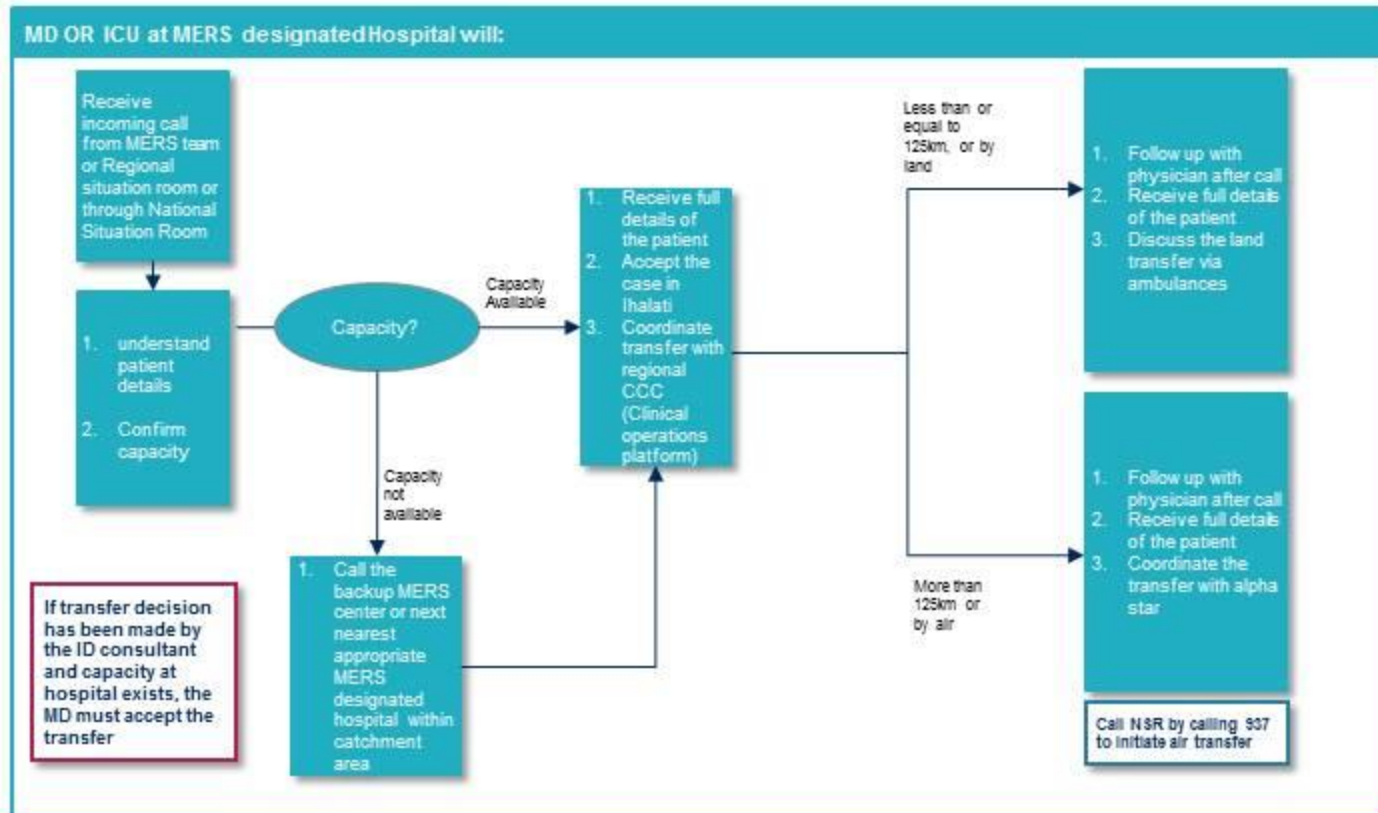 MD OR ICU at MERS designated Hospital will:
Receive
incoming call
from MERS team
or Regional
situation room or
through National
Situation Room
1. understand
patient
details
2. Confirm
capacity
Capacity?
Capacity
Available
Capacity
not
available
1. Call the
backup MERS
center or next
nearest
appropriate
MERS
designated
hospital within
catchment
area
1. Receive full
details of
the patient
2. Accept the
case in
Ihalati
3. Coordinate
transfer with
regional
CCC
(Clinical
operations
platform)
Less than or
equal to
125km, or by
land
1. Follow up with
physician after call
2. Receive full details
of the patient
3. Discuss the land
transfer via
ambulances
More than
125km or
by air
1. Follow up with
physician after call
2. Receive full details
of the patient
3. Coordinate the
transfer with alpha
star
Call NSR by calling 937
to initiate air transfer
If transfer decision
has been made by
the ID consultant
and capacity at
hospital exists, the
MD must accept the
transfer